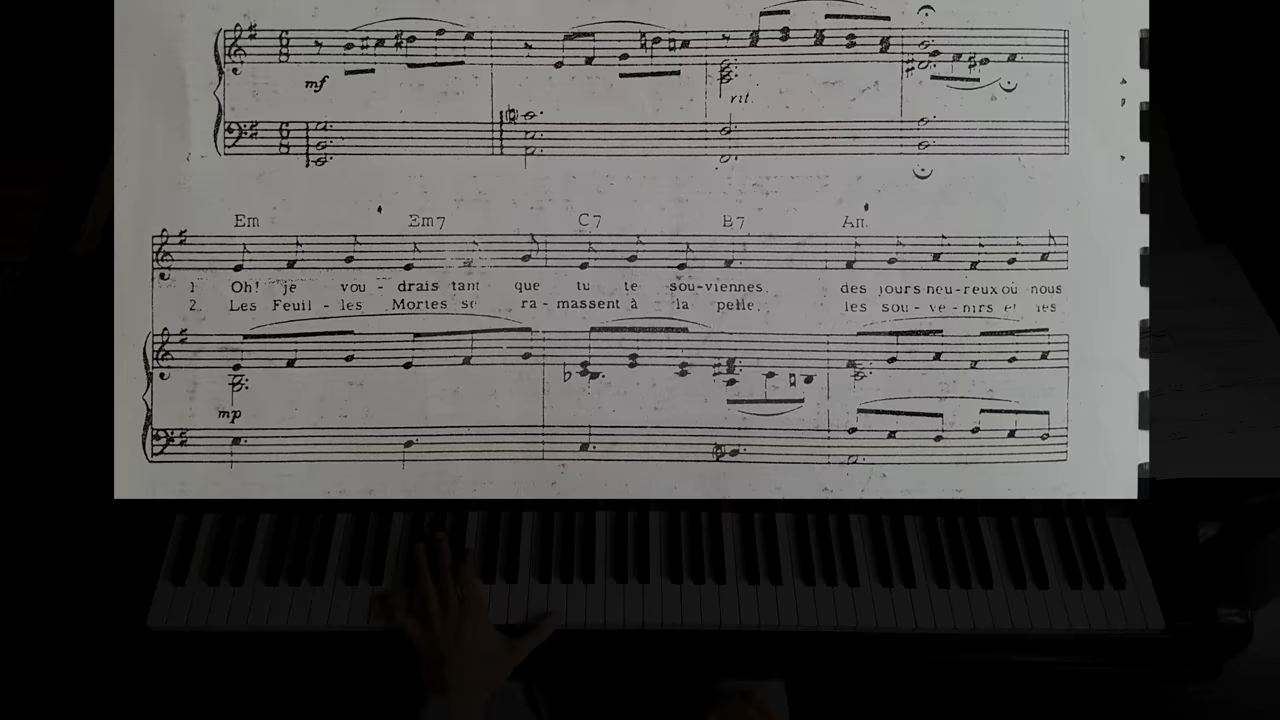 mf
rit.
Em Em7 C7 B7 Am
1 Oh! je vou - drais tant que tu te sou-viennes. des jours heu-reux où nous
2. Les Feuil - les Mortes se ra - massent à la pelle. les sou - ve - nirs et les
mp